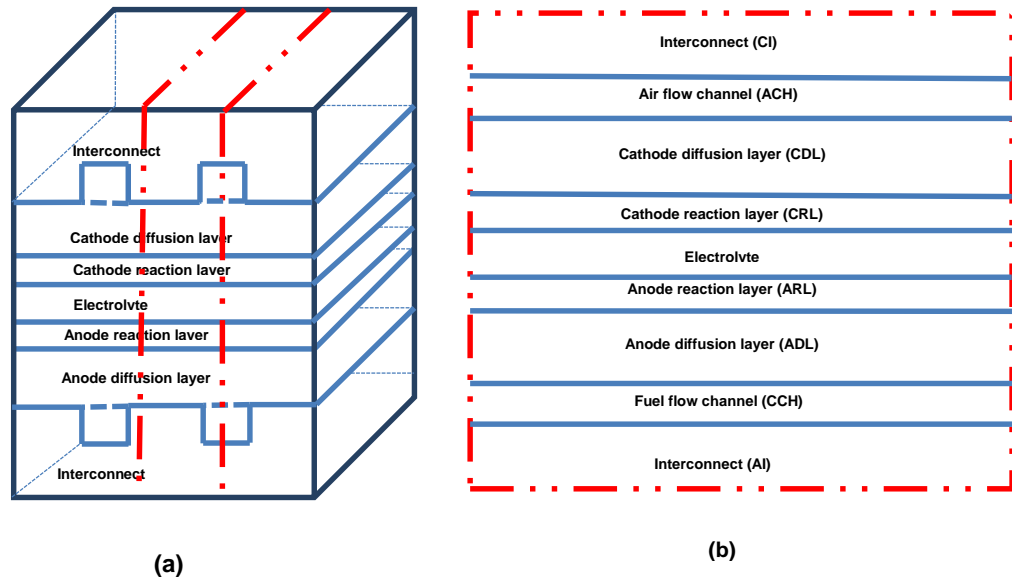 Interconnect
Cathode diffusion laver
Cathode reaction layer
Electrolvte
Anode reaction layer
Anode diffusion layer
Interconnect
(a)
Interconnect (CI)
Air flow channel (ACH)
Cathode diffusion layer (CDL)
Cathode reaction layer (CRL)
Electrolvte
Anode reaction layer (ARL)
Anode diffusion layer (ADL)
Fuel flow channel (CCH)
Interconnect (AI)
(b)